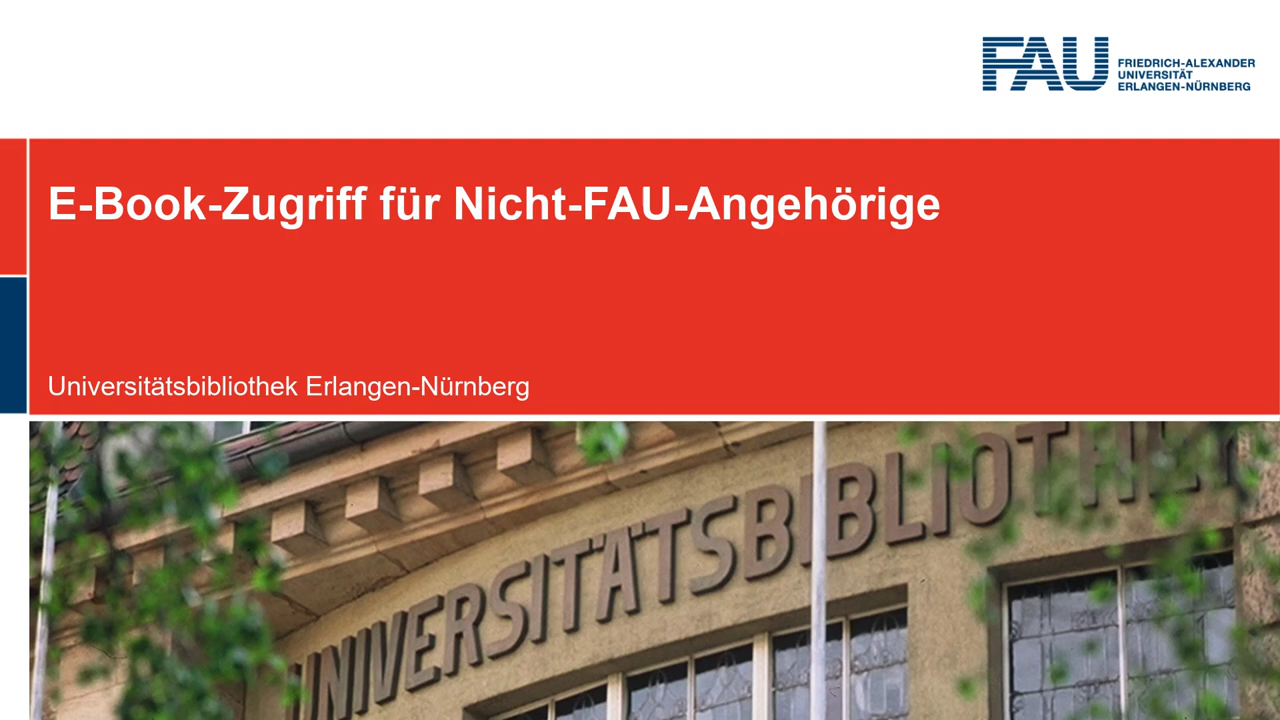 FAU
FRIEDRICH-ALEXANDER
UNIVERSITÄT
ERLANGEN-NÜRNBERG
E-Book-Zugriff für Nicht-FAU-Angehörige
Universitätsbibliothek Erlangen-Nürnberg
UNIVERSITÄTSBIBLIOTHEK